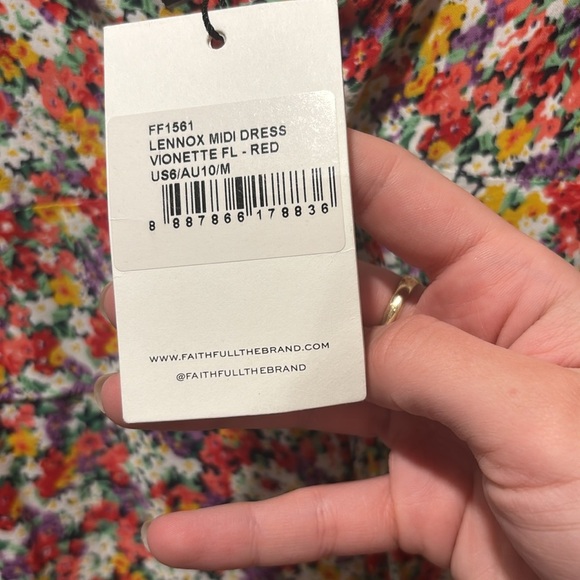 FF1561
LENNOX MIDI DRESS
VIONETTE FL - RED
US6/AU10/M
8 887866 178836
WWW.FAITHFULLTHEBRAND.COM
@FAITHFULLTHEBRAND